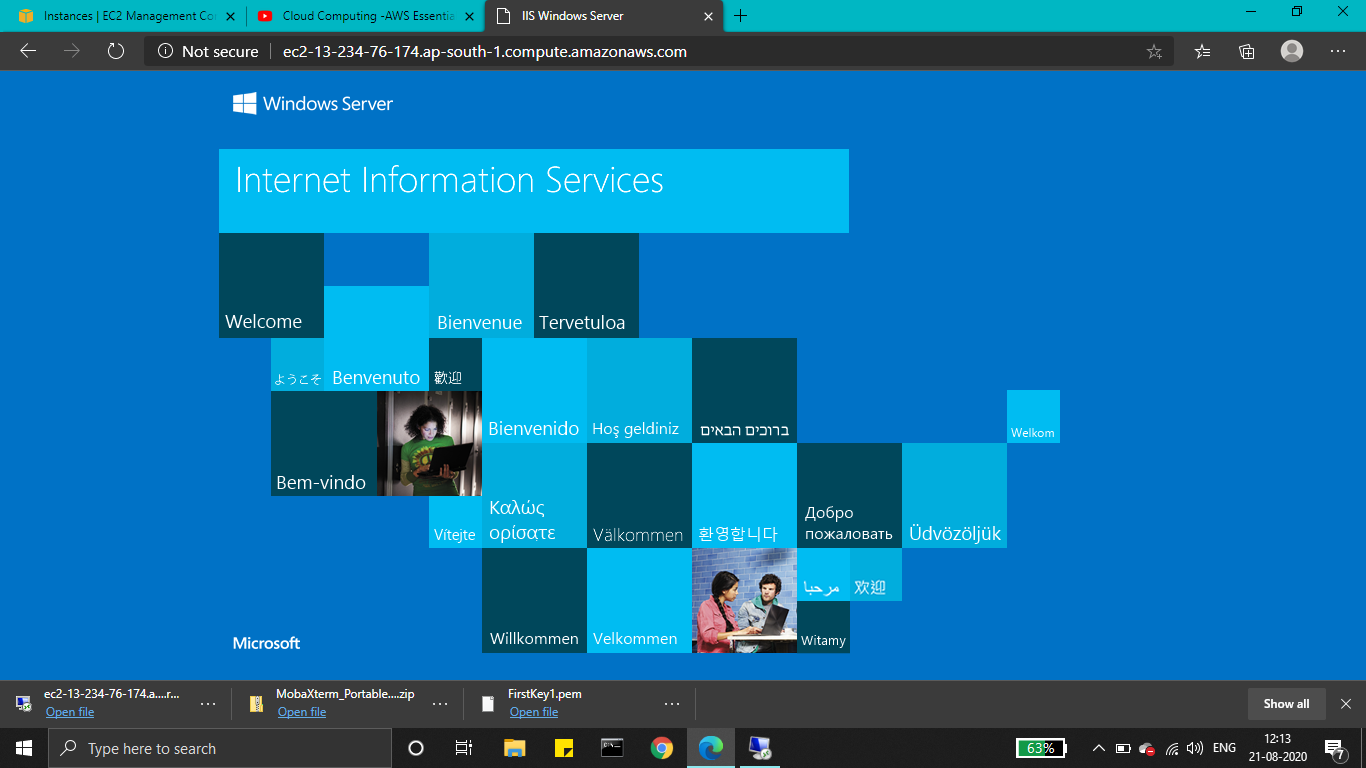 Instances | EC2 Management Co
Cloud Computing -AWS Essentia
IIS Windows Server
Not secure
ec2-13-234-76-174.ap-south-1.compute.amazonaws.com
Windows Server
Internet Information Services
Welcome
Bienvenue
Tervetuloa
ようこそ
Benvenuto
歡迎
Bienvenido
Hoş geldiniz
ברוכים הבאים
Welkom
Bem-vindo
Vítejte
Καλώς
ορίσατε
Välkommen
환영합니다
Добро
пожаловать
Üdvözöljük
مرحبا
欢迎
Willkommen
Velkommen
Witamy
Microsoft
ec2-13-234-76-174.a....r...
Open file
MobaXterm_Portable....zip
Open file
FirstKey1.pem
Open file
Show all
Type here to search
63%
ENG
12:13
21-08-2020
7